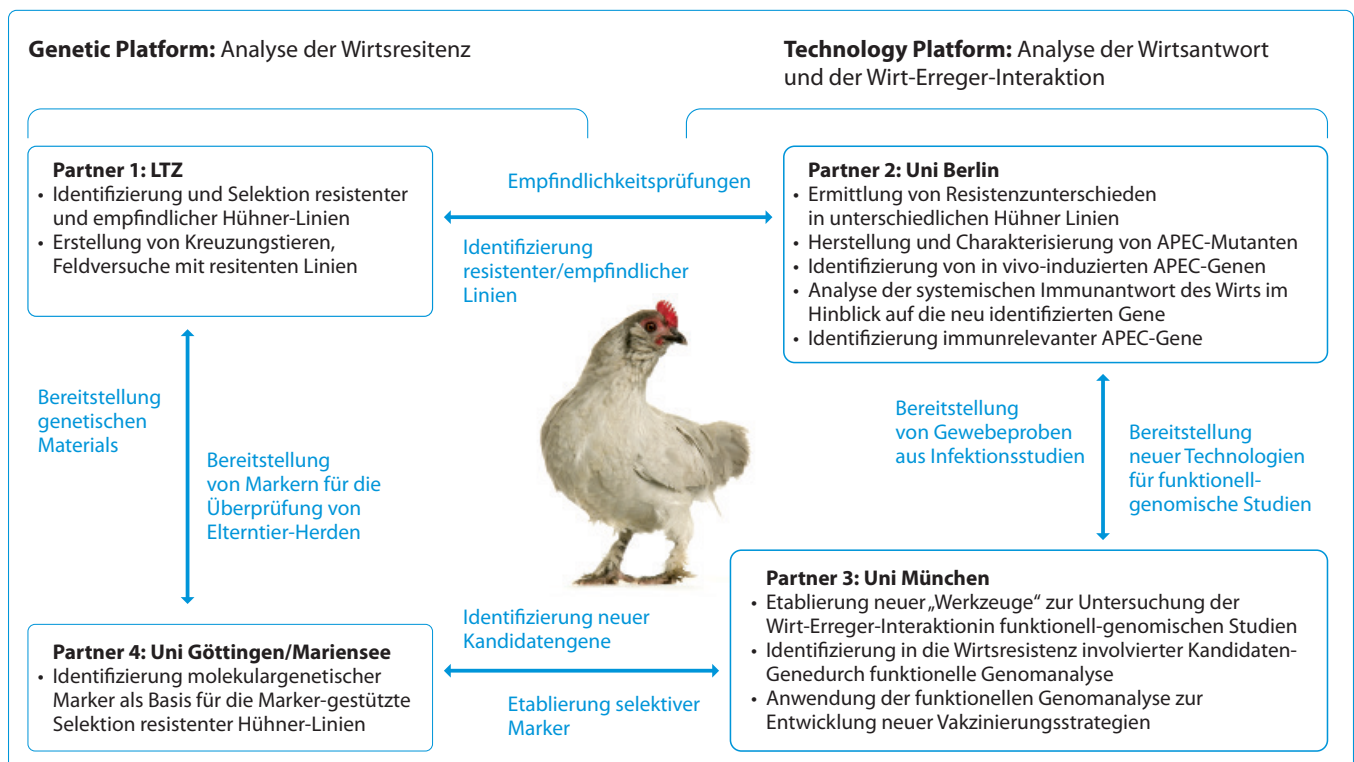 Genetic Platform: Analyse der Wirtsresitenz
Technology Platform: Analyse der Wirtsantwort
und der Wirt-Erreger-Interaktion
Partner 1: LTZ
• Identifizierung und Selektion resistenter
und empfindlicher Hühner-Linien
• Erstellung von Kreuzungstieren,
Feldversuche mit resitenten Linien
Empfindlichkeitsprüfungen
Identifizierung
resistenter/empfindlicher
Linien
Partner 2: Uni Berlin
• Ermittlung von Resistenzunterschieden
in unterschiedlichen Hühner Linien
• Herstellung und Charakterisierung von APEC-Mutanten
• Identifizierung von in vivo-induzierten APEC-Genen
• Analyse der systemischen Immunantwort des Wirts im
Hinblick auf die neu identifizierten Gene
• Identifizierung immunrelevanter APEC-Gene
Bereitstellung
genetischen
Materials
Bereitstellung
von Markern für die
Überprüfung von
Elterntier-Herden
Bereitstellung
von Gewebeproben
aus Infektionsstudien
Bereitstellung
neuer Technologien
für funktionell-
genomische Studien
Partner 4: Uni Göttingen/Mariensee
• Identifizierung molekulargenetischer
Marker als Basis für die Marker-gestützte
Selektion resistenter Hühner-Linien
Identifizierung neuer
Kandidatengene
Etablierung selektiver
Marker
Partner 3: Uni München
• Etablierung neuer „Werkzeuge“ zur Untersuchung der
Wirt-Erreger-Interaktionin funktionell-genomischen Studien
• Identifizierung in die Wirtsresistenz involvierter Kandidaten-
Genedurch funktionelle Genomanalyse
• Anwendung der funktionellen Genomanalyse zur
Entwicklung neuer Vakzinierungsstrategien